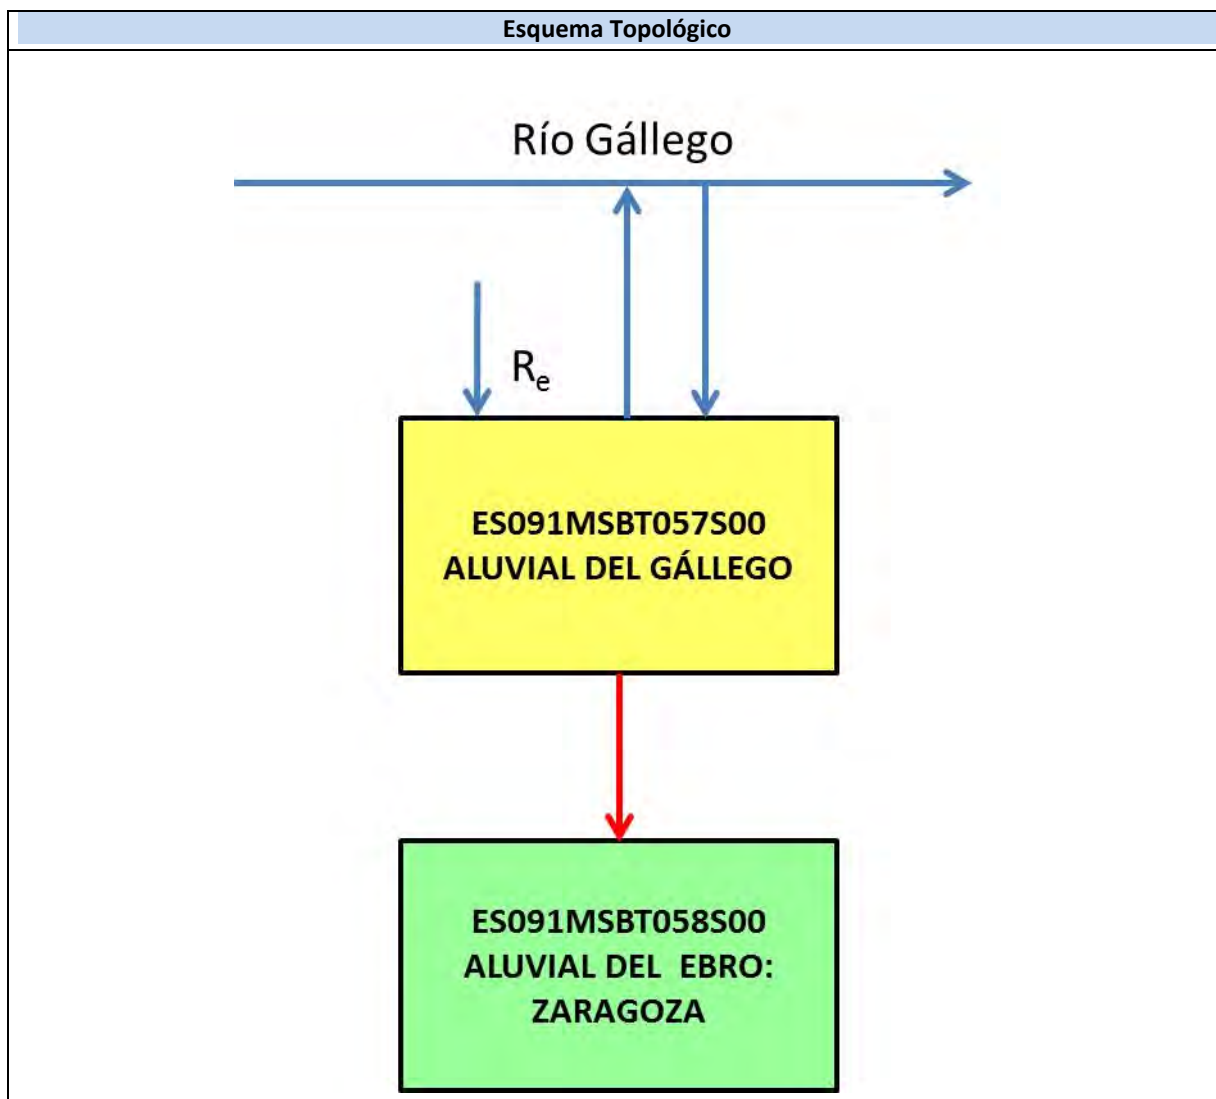 Esquema Topológico
Río Gállego
Re
ES091MSBT057S00
ALUVIAL DEL GÁLLEGO
ES091MSBT058S00
ALUVIAL DEL EBRO:
ZARAGOZA